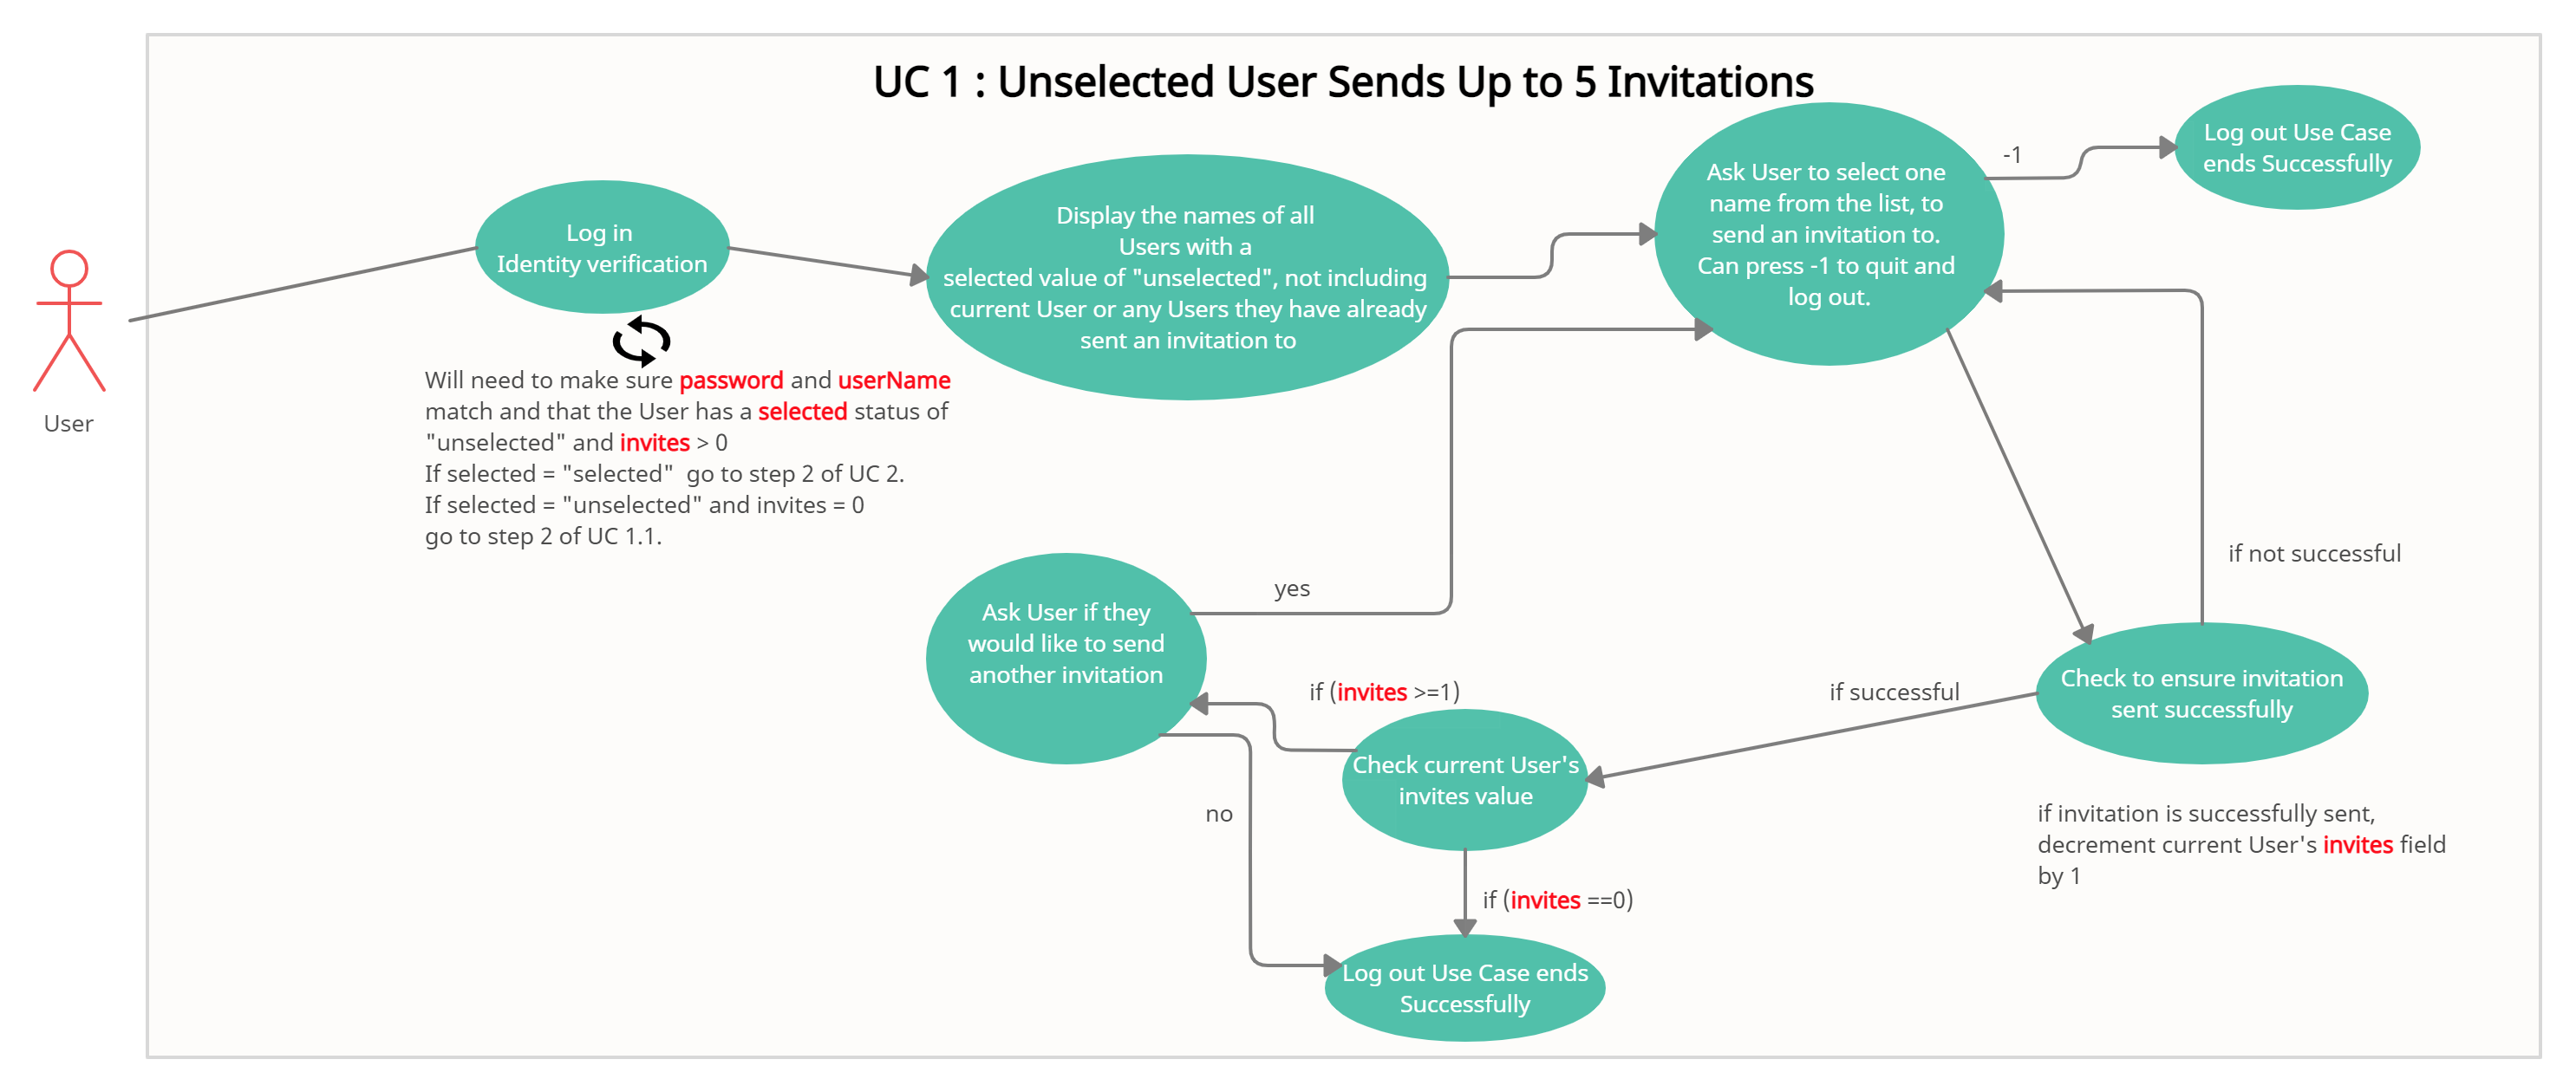 UC 1 : Unselected User Sends Up to 5 Invitations
User
Log in
Identity verification
Will need to make sure password and userName
match and that the User has a selected status of
"unselected" and invites > 0
If selected = "selected"  go to step 2 of UC 2.
If selected = "unselected" and invites = 0
go to step 2 of UC 1.1.
Display the names of all
Users with a
selected value of "unselected", not including
current User or any Users they have already
sent an invitation to
Ask User to select one
name from the list, to
send an invitation to.
Can press -1 to quit and
log out.
-1
Log out Use Case
ends Successfully
if not successful
Check to ensure invitation
sent successfully
if invitation is successfully sent,
decrement current User's invites field
by 1
if successful
Check current User's
invites value
if (invites >=1)
Ask User if they
would like to send
another invitation
yes
no
if (invites ==0)
Log out Use Case ends
Successfully